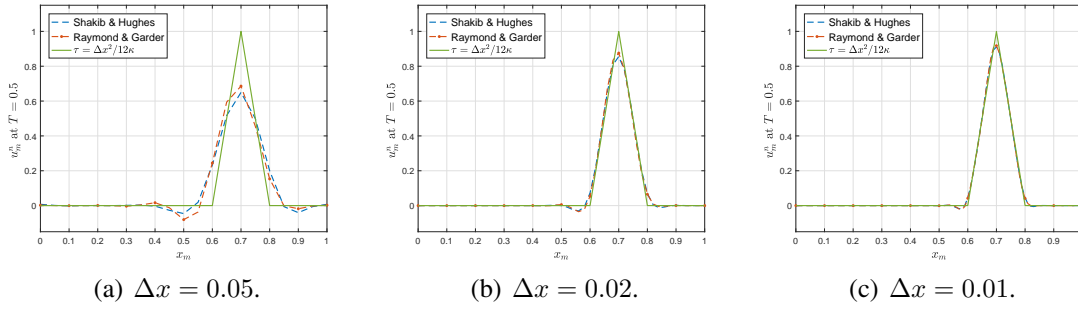 Shakib & Hughes
Raymond & Garder
τ = Δx²/12κ
u_m^n at T = 0.5
1
0.8
0.6
0.4
0.2
0
0 0.1 0.2 0.3 0.4 0.5 0.6 0.7 0.8 0.9 1
x_m
(a) Δx = 0.05.
Shakib & Hughes
Raymond & Garder
τ = Δx²/12κ
u_m^n at T = 0.5
1
0.8
0.6
0.4
0.2
0
0 0.1 0.2 0.3 0.4 0.5 0.6 0.7 0.8 0.9 1
x_m
(b) Δx = 0.02.
Shakib & Hughes
Raymond & Garder
τ = Δx²/12κ
u_m^n at T = 0.5
1
0.8
0.6
0.4
0.2
0
0 0.1 0.2 0.3 0.4 0.5 0.6 0.7 0.8 0.9
x_m
(c) Δx = 0.01.